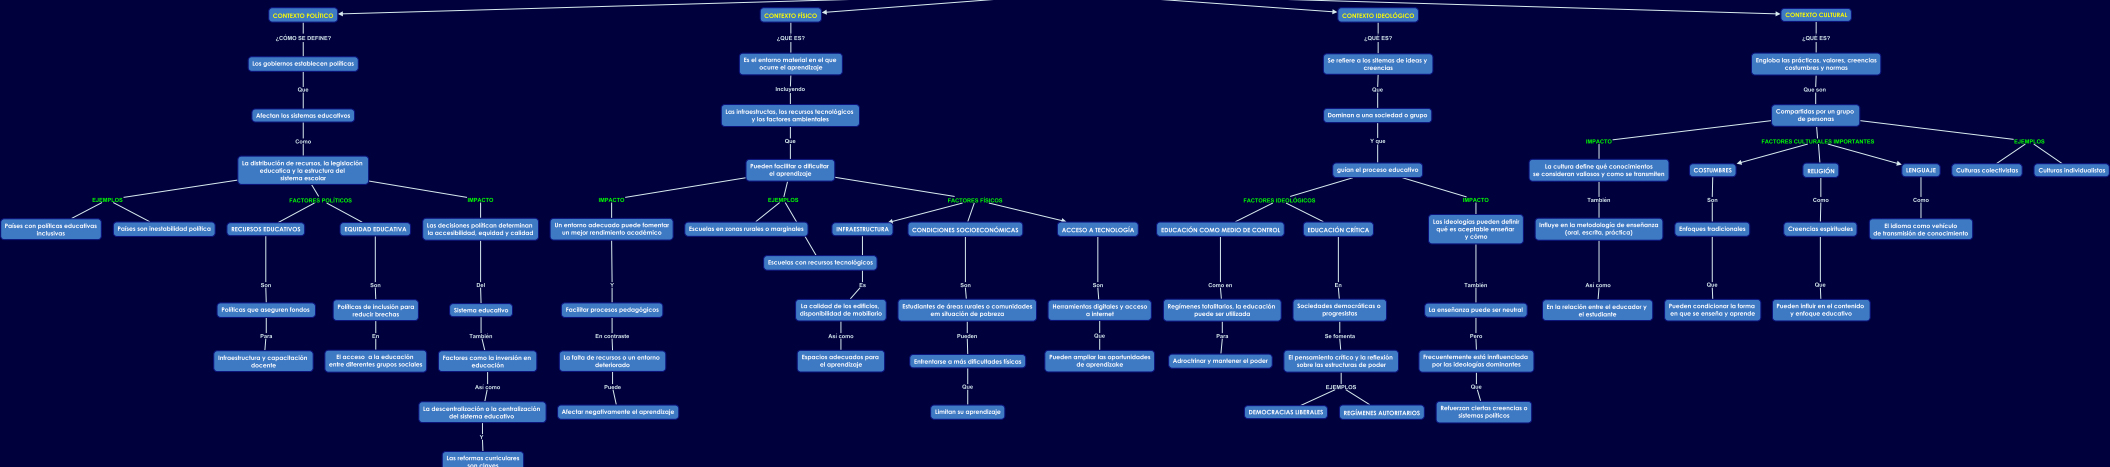 CONTEXTO POLÍTICO
¿CÓMO SE DEFINE?
Los gobiernos establecen políticas
Que
Afectan los sistemas educativos
Como
La distribución de recursos, la legislación
educatica y la estructura del
sistema escolar
EJEMPLOS
Países con políticas educativas
inclusivas
Países son inestabilidad política
FACTORES POLÍTICOS
RECURSOS EDUCATIVOS
Son
Políticas que aseguren fondos
Para
Infraestructura y capacitación
docente
EQUIDAD EDUCATIVA
Son
Políticas de inclusión para
reducir brechas
En
El acceso a la educación
entre diferentes grupos sociales
IMPACTO
Las decisiones polítican determinan
la accesibilidad, equidad y calidad
Del
Sistema educativo
También
Factores como la inversión en
educación
Así como
La descentralización o la centralización
del sistema educativo
Y
Las reformas curriculares
son claves
CONTEXTO FÍSICO
¿QUÉ ES?
Es el entorno material en el que
ocurre el aprendizaje
Incluyendo
Las infraestructas, los recursos tecnológicos
y los factores ambientales
Que
Pueden facilitar o dificultar
el aprendizaje
IMPACTO
Un entorno adecuado puede fomentar
un mejor rendimiento académico
Y
Facilitar procesos pedagógicos
En contraste
La falta de recursos o un entorno
deteriorado
Puede
Afectar negativamente el aprendizaje
EJEMPLOS
Escuelas en zonas rurales o marginales
Escuelas con recursos tecnológicos
FACTORES FÍSICOS
INFRAESTRUCTURA
Es
La calidad de los edificios,
disponibilidad de mobiliario
Así como
Espacios adecuados para
el aprendizaje
CONDICIONES SOCIOECONÓMICAS
Son
Estudiantes de áreas rurales o comunidades
em situación de pobreza
Pueden
Enfrentarse a más dificultades físicas
Que
Limitan su aprendizaje
ACCESO A TECNOLOGÍA
Son
Herramientas digitales y acceso
a internet
Que
Pueden ampliar las oportunidades
de aprendizake
CONTEXTO IDEOLÓGICO
¿QUÉ ES?
Se refiere a los sitemas de ideas y
creencias
Que
Dominan a una sociedad o grupo
Y que
guían el proceso educativo
FACTORES IDEOLÓGICOS
EDUCACIÓN COMO MEDIO DE CONTROL
Como en
Regímenes totalitarios, la educación
puede ser utilizada
Para
Adroctrinar y mantener el poder
EDUCACIÓN CRÍTICA
En
Sociedades democráticas o
progresistas
Se fomenta
El pensamiento crítico y la reflexión
sobre las estructuras de poder
EJEMPLOS
DEMOCRACIAS LIBERALES
REGÍMENES AUTORITARIOS
IMPACTO
Las ideologías pueden definir
qué es aceptable enseñar
y cómo
También
La enseñanza puede ser neutral
Pero
Frecuentemente está innfluenciada
por las ideologías dominantes
Que
Refuerzan ciertas creencias o
sistemas políticos
CONTEXTO CULTURAL
¿QUÉ ES?
Engloba las prácticas, valores, creencias
costumbres y normas
Que son
Compartidas por un grupo
de personas
IMPACTO
La cultura define qué conocimientos
se consideran valiosos y como se transmiten
También
Influye en la metodología de enseñanza
(oral, escrita, práctica)
Así como
En la relación entre el educador y
el estudiante
FACTORES CULTURALES IMPORTANTES
COSTUMBRES
Son
Enfoques tradicionales
Que
Pueden condicionar la forma
en que se enseña y aprende
RELIGIÓN
Como
Creencias espirituales
Que
Pueden influir en el contenido
y enfoque educativo
LENGUAJE
Como
El idioma como vehículo
de transmisión de conocimiento
EJEMPLOS
Culturas colectivistas
Culturas individualistas